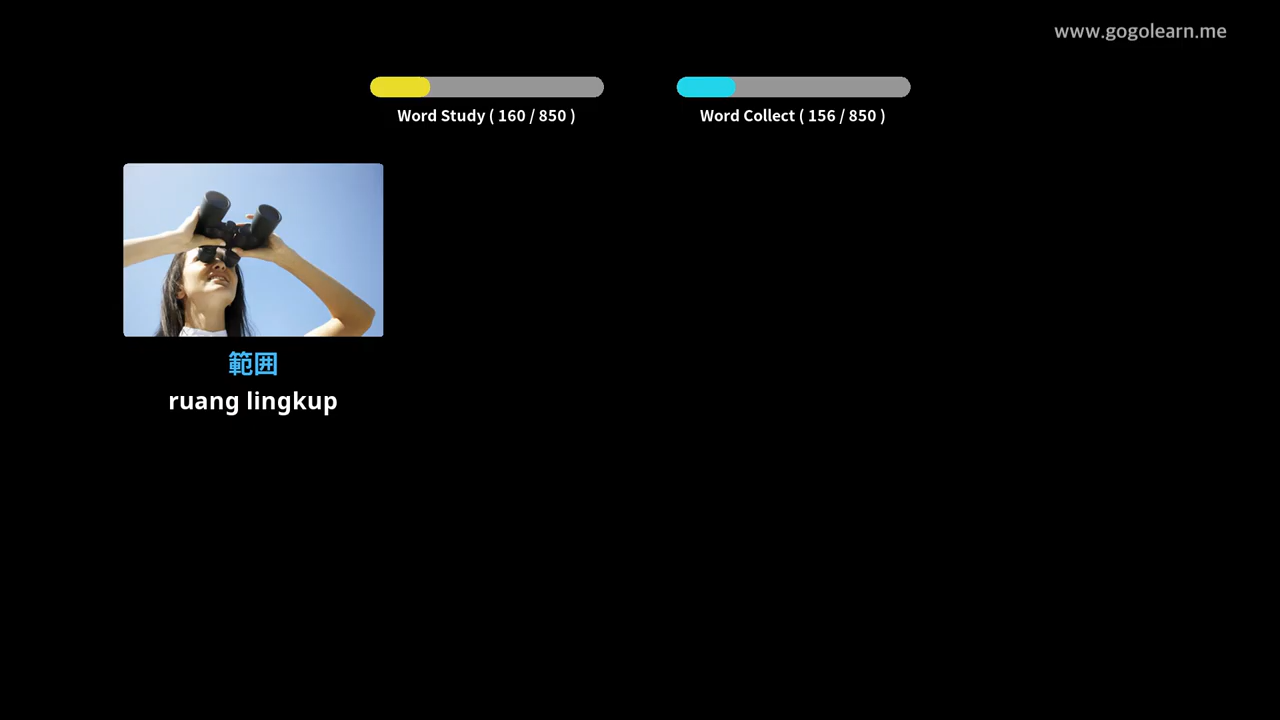 www.gogolearn.me
Word Study ( 160 / 850 )
Word Collect ( 156 / 850 )
範囲
ruang lingkup